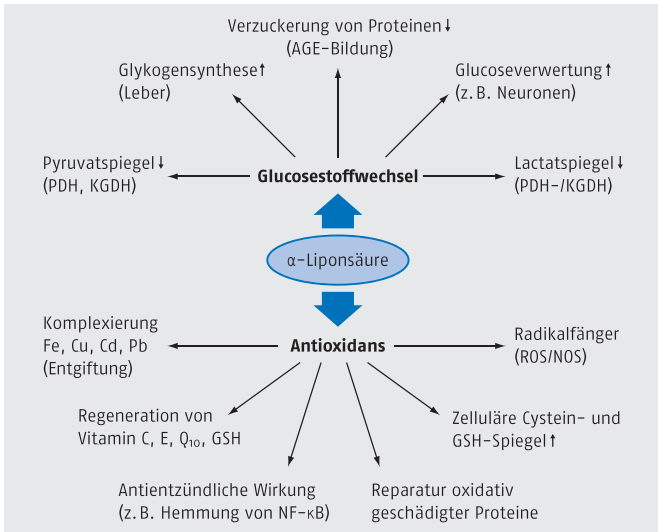 Verzuckerung von Proteinen↓
(AGE-Bildung)
Glykogensynthese↑
(Leber)
Glucoseverwertung↑
(z. B. Neuronen)
Pyruvatspiegel↓
(PDH, KGDH)
Glucosestoffwechsel
Lactatspiegel↓
(PDH-/KGDH)
α-Liponsäure
Komplexierung
Fe, Cu, Cd, Pb
(Entgiftung)
Antioxidans
Radikalfänger
(ROS/NOS)
Regeneration von
Vitamin C, E, Q₁₀, GSH
Zelluläre Cystein- und
GSH-Spiegel↑
Antientzündliche Wirkung
(z. B. Hemmung von NF-κB)
Reparatur oxidativ
geschädigter Proteine